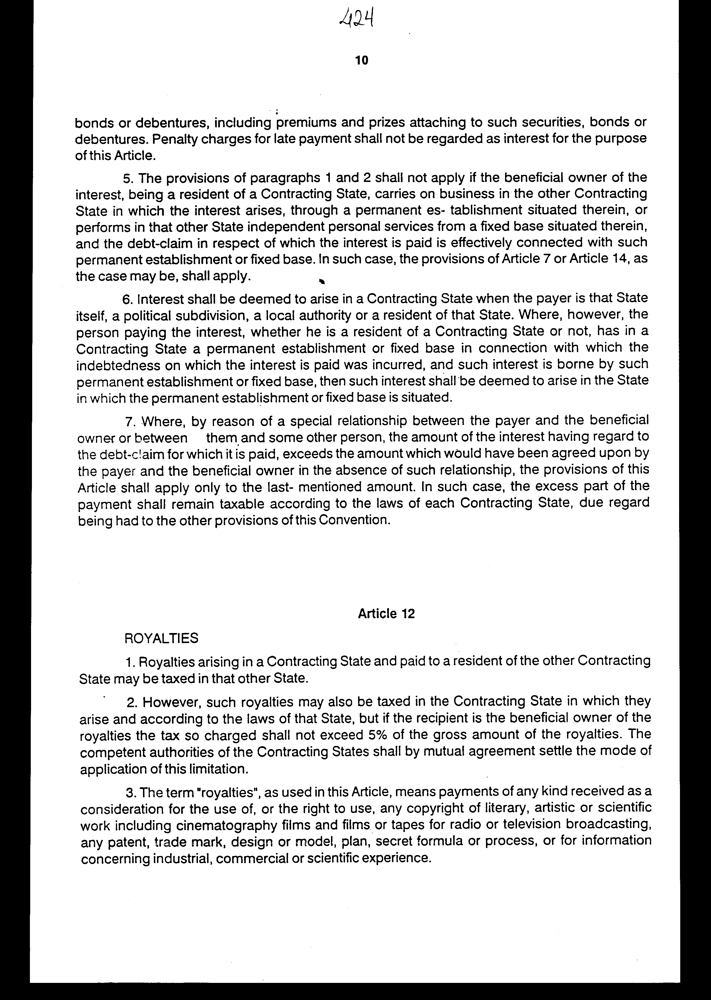 424
10
bonds or debentures, including premiums and prizes attaching to such securities, bonds or
debentures. Penalty charges for late payment shall not be regarded as interest for the purpose
of this Article.
5. The provisions of paragraphs 1 and 2 shall not apply if the beneficial owner of the
interest, being a resident of a Contracting State, carries on business in the other Contracting
State in which the interest arises, through a permanent es- tablishment situated therein, or
performs in that other State independent personal services from a fixed base situated therein,
and the debt-claim in respect of which the interest is paid is effectively connected with such
permanent establishment or fixed base. In such case, the provisions of Article 7 or Article 14, as
the case may be, shall apply.
6. Interest shall be deemed to arise in a Contracting State when the payer is that State
itself, a political subdivision, a local authority or a resident of that State. Where, however, the
person paying the interest, whether he is a resident of a Contracting State or not, has in a
Contracting State a permanent establishment or fixed base in connection with which the
indebtedness on which the interest is paid was incurred, and such interest is borne by such
permanent establishment or fixed base, then such interest shall be deemed to arise in the State
in which the permanent establishment or fixed base is situated.
7. Where, by reason of a special relationship between the payer and the beneficial
owner or between them and some other person, the amount of the interest having regard to
the debt-claim for which it is paid, exceeds the amount which would have been agreed upon by
the payer and the beneficial owner in the absence of such relationship, the provisions of this
Article shall apply only to the last- mentioned amount. In such case, the excess part of the
payment shall remain taxable according to the laws of each Contracting State, due regard
being had to the other provisions of this Convention.
Article 12
ROYALTIES
1. Royalties arising in a Contracting State and paid to a resident of the other Contracting
State may be taxed in that other State.
2. However, such royalties may also be taxed in the Contracting State in which they
arise and according to the laws of that State, but if the recipient is the beneficial owner of the
royalties the tax so charged shall not exceed 5% of the gross amount of the royalties. The
competent authorities of the Contracting States shall by mutual agreement settle the mode of
application of this limitation.
3. The term "royalties", as used in this Article, means payments of any kind received as a
consideration for the use of, or the right to use, any copyright of literary, artistic or scientific
work including cinematography films and films or tapes for radio or television broadcasting,
any patent, trade mark, design or model, plan, secret formula or process, or for information
concerning industrial, commercial or scientific experience.